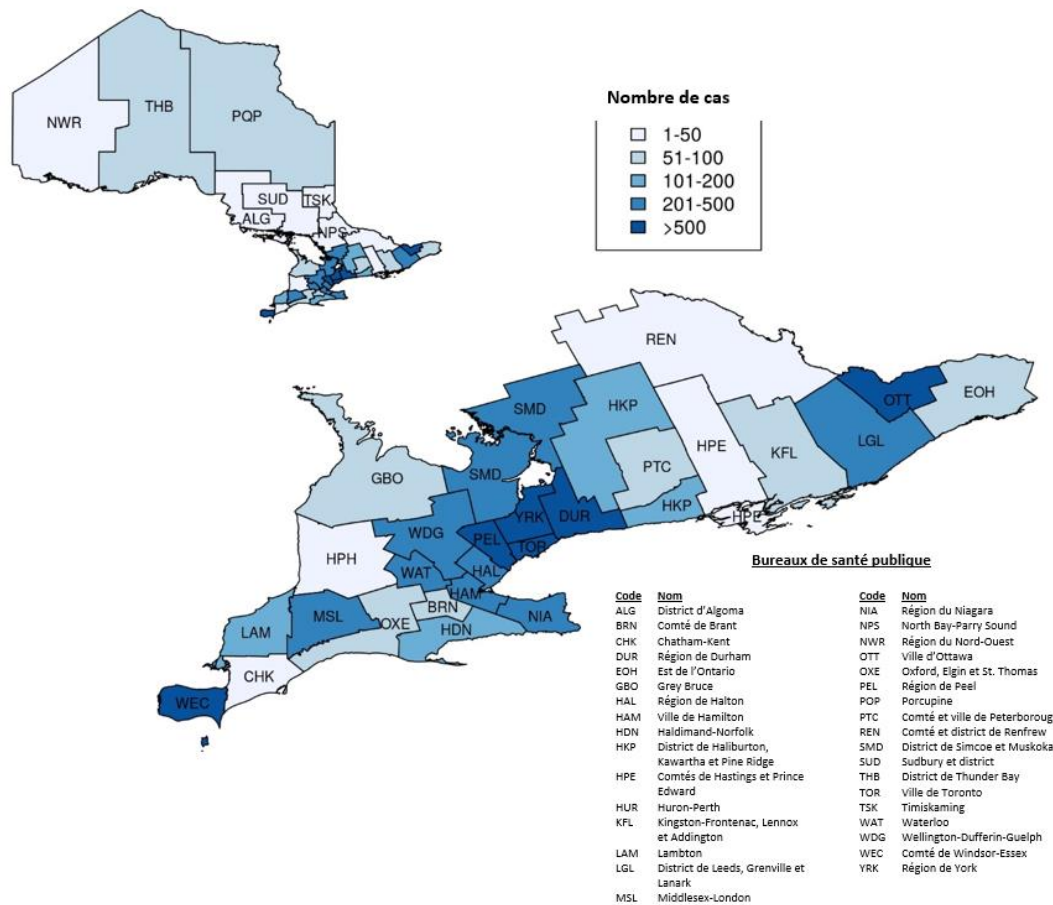 Nombre de cas
1-50
51-100
101-200
201-500
>500
NWR
THB
PQP
SUD
TSK
ALG
NPS
REN
SMD
HKP
OTT
EOH
HPE
LGL
KFL
PTC
GBO
SMD
HKP
YRK
DUR
HPE
WDG
PEL
TOR
HPH
WAT
HAL
HAM
MSL
BRN
NIA
OXE
LAM
HDN
CHK
WEC
Bureaux de santé publique
Code Nom
ALG District d'Algoma
BRN Comté de Brant
CHK Chatham-Kent
DUR Région de Durham
EOH Est de l'Ontario
GBO Grey Bruce
HAL Région de Halton
HAM Ville de Hamilton
HDN Haldimand-Norfolk
HKP District de Haliburton,
Kawartha et Pine Ridge
HPE Comtés de Hastings et Prince
Edward
HUR Huron-Perth
KFL Kingston-Frontenac, Lennox
et Addington
LAM Lambton
LGL District de Leeds, Grenville et
Lanark
MSL Middlesex-London
Code Nom
NIA Région du Niagara
NPS North Bay-Parry Sound
NWR Région du Nord-Ouest
OTT Ville d'Ottawa
OXE Oxford, Elgin et St. Thomas
PEL Région de Peel
POP Porcupine
PTC Comté et ville de Peterboroug
REN Comté et district de Renfrew
SMD District de Simcoe et Muskoka
SUD Sudbury et district
THB District de Thunder Bay
TOR Ville de Toronto
TSK Timiskaming
WAT Waterloo
WDG Wellington-Dufferin-Guelph
WEC Comté de Windsor-Essex
YRK Région de York